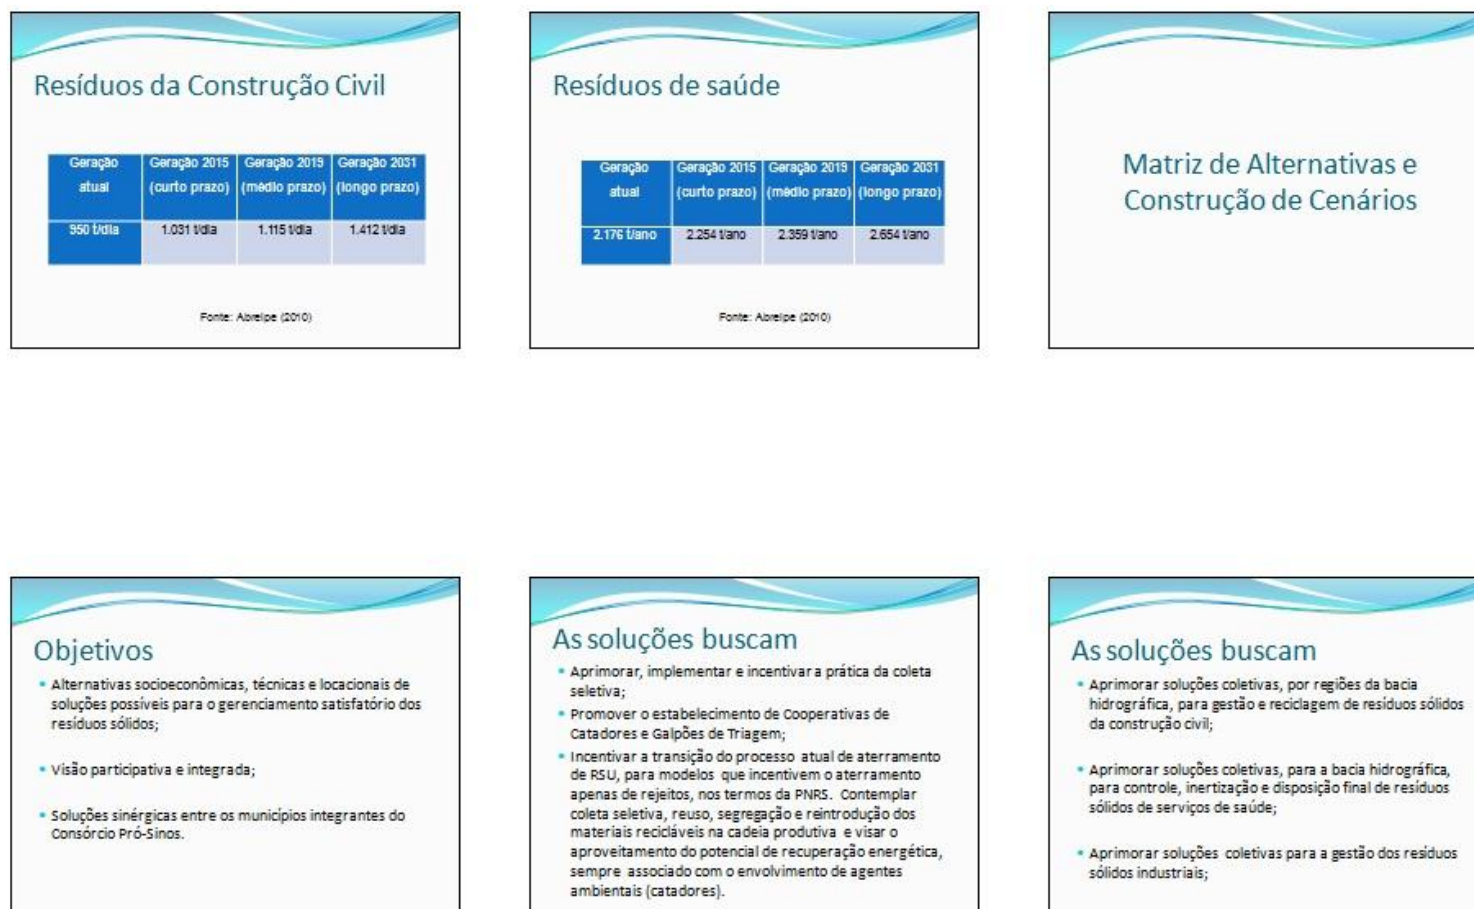 Resíduos da Construção Civil
Geração atual
Geração 2015 (curto prazo)
Geração 2019 (médio prazo)
Geração 2031 (longo prazo)
950 t/dia
1.031 t/dia
1.115 t/dia
1.412 t/dia
Fonte: Abrelpe (2010)
Resíduos de saúde
Geração atual
Geração 2015 (curto prazo)
Geração 2019 (médio prazo)
Geração 2031 (longo prazo)
2.176 t/ano
2.254 t/ano
2.359 t/ano
2.654 t/ano
Fonte: Abrelpe (2010)
Matriz de Alternativas e
Construção de Cenários
Objetivos
• Alternativas socioeconômicas, técnicas e locacionais de
soluções possíveis para o gerenciamento satisfatório dos
resíduos sólidos;
• Visão participativa e integrada;
• Soluções sinérgicas entre os municípios integrantes do
Consórcio Pró-Sinos.
As soluções buscam
• Aprimorar, implementar e incentivar a prática da coleta
seletiva;
• Promover o estabelecimento de Cooperativas de
Catadores e Galpões de Triagem;
• Incentivar a transição do processo atual de aterramento
de RSU, para modelos que incentivem o aterramento
apenas de rejeitos, nos termos da PNRS. Contemplar
coleta seletiva, reuso, segregação e reintrodução dos
materiais recicláveis na cadeia produtiva e visar o
aproveitamento do potencial de recuperação energética,
sempre associado com o envolvimento de agentes
ambientais (catadores).
As soluções buscam
• Aprimorar soluções coletivas, por regiões da bacia
hidrográfica, para gestão e reciclagem de resíduos sólidos
da construção civil;
• Aprimorar soluções coletivas, para a bacia hidrográfica,
para controle, inertização e disposição final de resíduos
sólidos de serviços de saúde;
• Aprimorar soluções coletivas para a gestão dos resíduos
sólidos industriais;